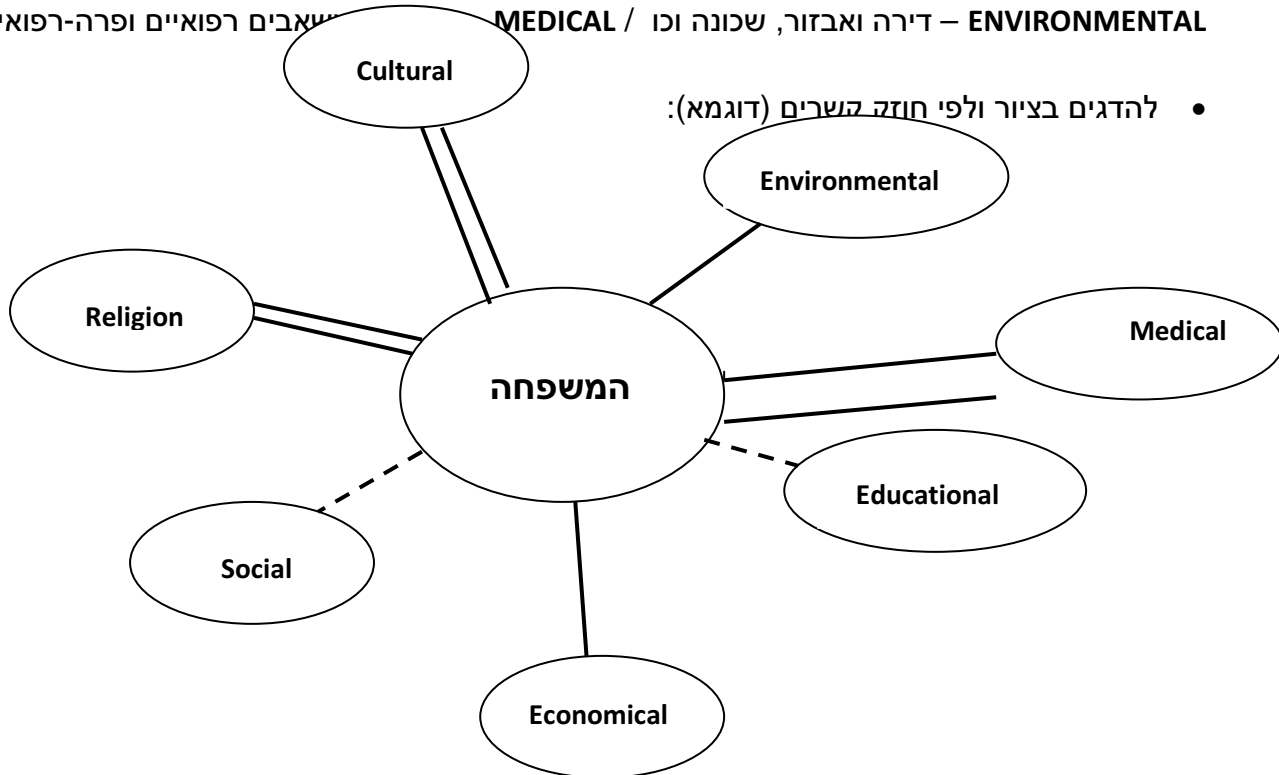 ENVIRONMENTAL – דירה ואבזור, שכונה וכו / MEDICAL
• להדגים בציור ולפי חוזק קשרים (דוגמא):
Cultural
Environmental
Religion
Medical
המשפחה
Educational
Social
Economical